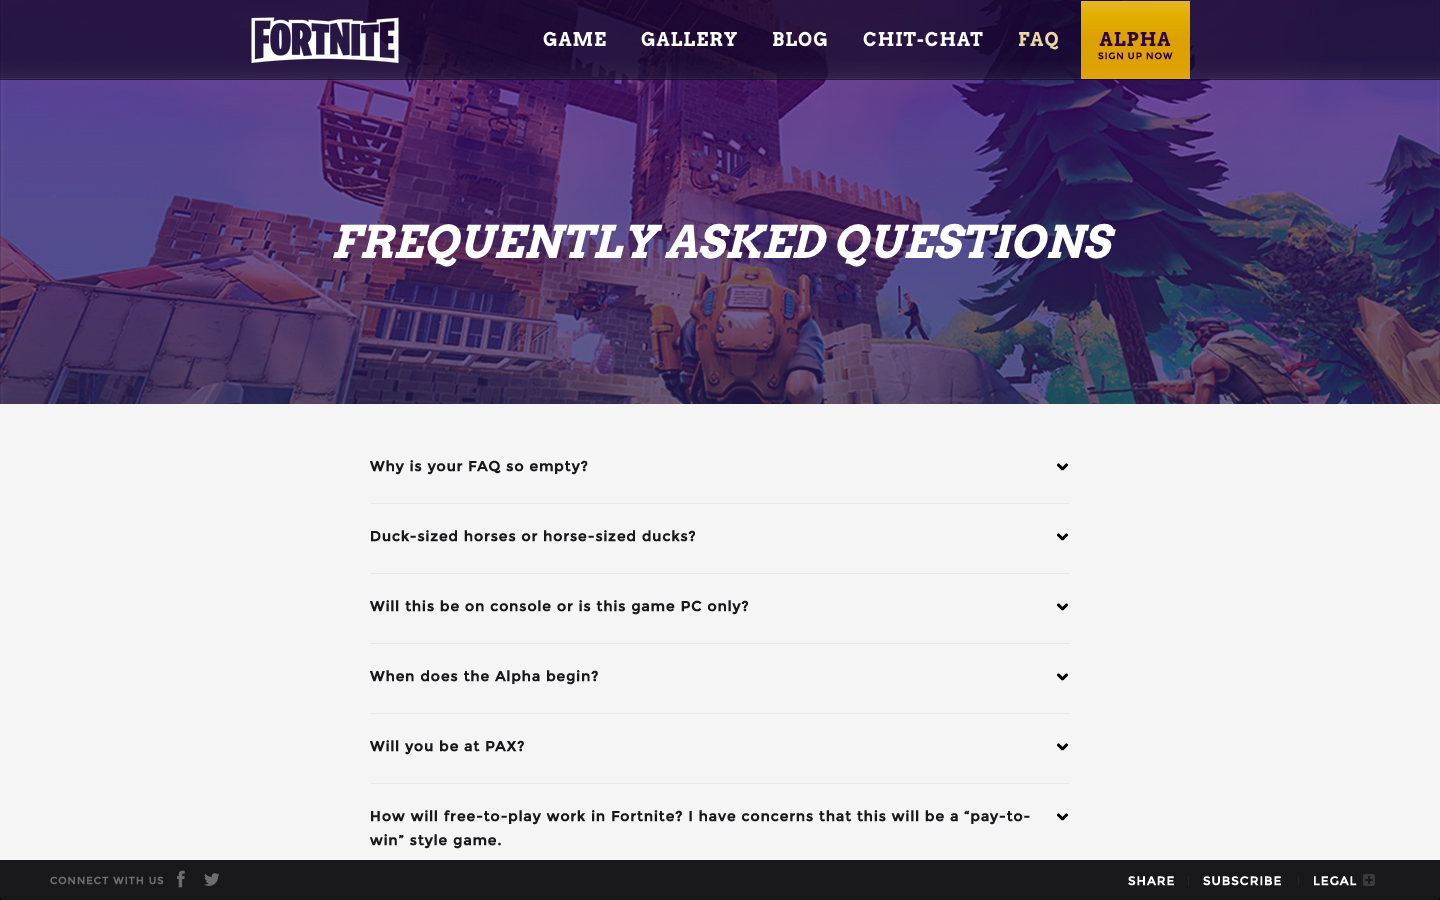 FORTNITE
GAME GALLERY BLOG CHIT-CHAT FAQ ALPHA
SIGN UP NOW
FREQUENTLY ASKED QUESTIONS
Why is your FAQ so empty?
Duck-sized horses or horse-sized ducks?
Will this be on console or is this game PC only?
When does the Alpha begin?
Will you be at PAX?
How will free-to-play work in Fortnite? I have concerns that this will be a “pay-to-
win” style game.
CONNECT WITH US SHARE SUBSCRIBE LEGAL